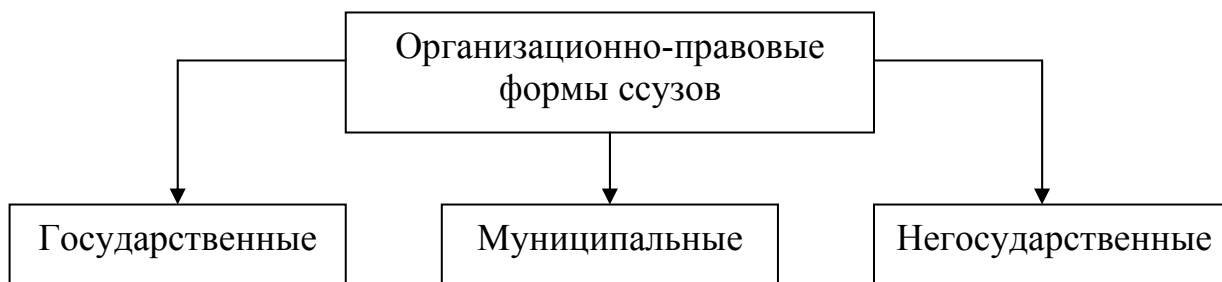 Организационно-правовые
формы ссузов
Государственные
Муниципальные
Негосударственные